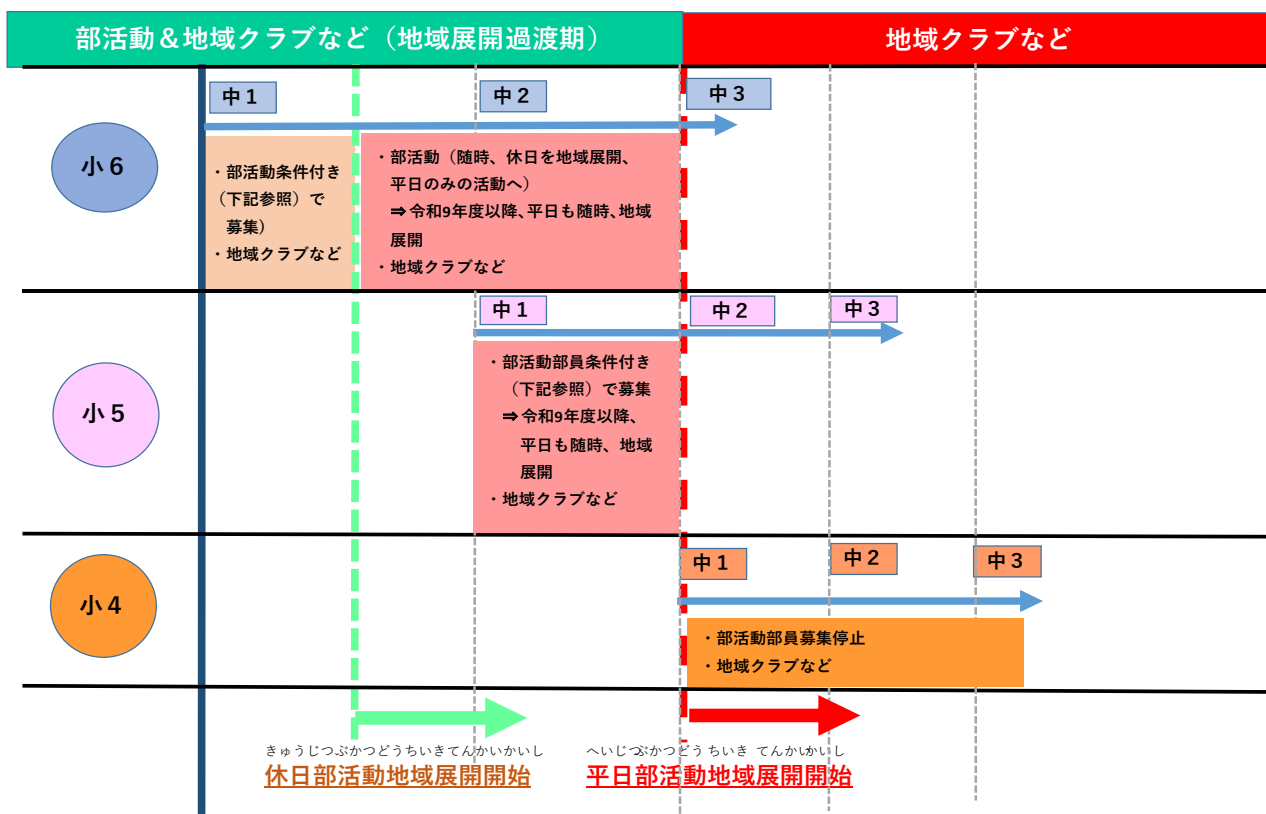 部活動＆地域クラブなど（地域展開過渡期）
地域クラブなど
中１
中２
中３
小６
・部活動条件付き
（下記参照）で
募集)
・地域クラブなど
・部活動（随時、休日を地域展開、
平日のみの活動へ）
⇒令和9年度以降、平日も随時、地域
展開
・地域クラブなど
中１
中２
中３
小５
・部活動部員条件付き
（下記参照）で募集
⇒令和9年度以降、
平日も随時、地域
展開
・地域クラブなど
中１
中２
中３
小４
・部活動部員募集停止
・地域クラブなど
きゅうじつぶかつどうちいきてんかいかいし
休日部活動地域展開開始
へいじつぶかつどう ちいき てんかいかいし
平日部活動地域展開開始